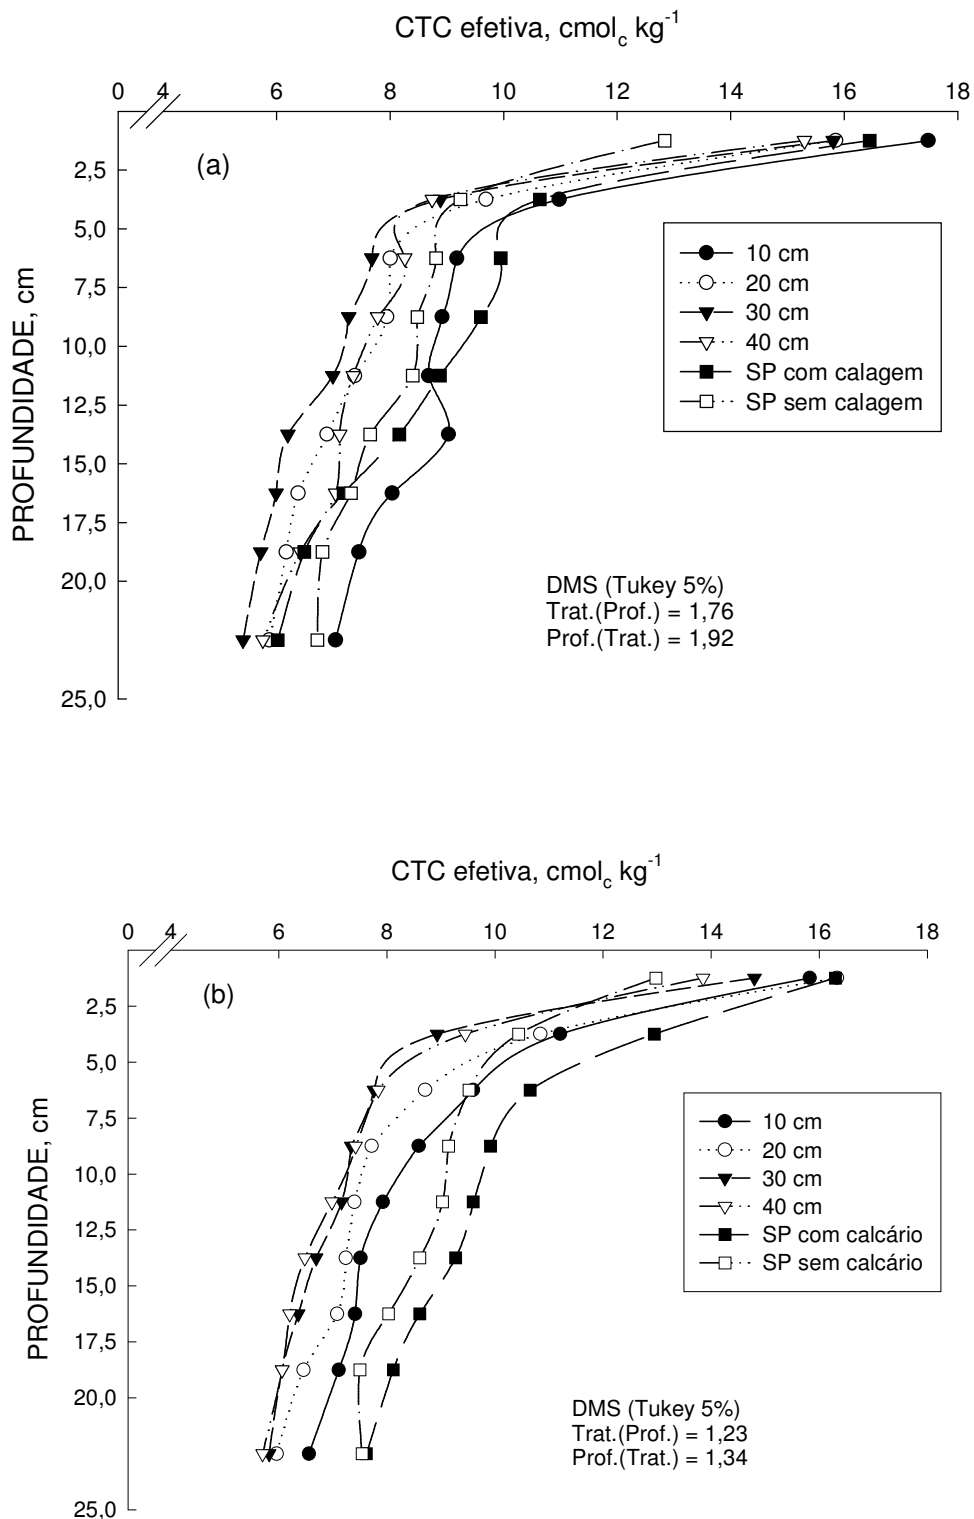 CTC efetiva, cmolc kg-1
0 4 6 8 10 12 14 16 18
(a)
2,5
5,0
7,5
10,0
12,5
15,0
17,5
20,0
25,0
PROFUNDIDADE, cm
10 cm
20 cm
30 cm
40 cm
SP com calagem
SP sem calagem
DMS (Tukey 5%)
Trat.(Prof.) = 1,76
Prof.(Trat.) = 1,92
CTC efetiva, cmolc kg-1
0 4 6 8 10 12 14 16 18
(b)
2,5
5,0
7,5
10,0
12,5
15,0
17,5
20,0
25,0
PROFUNDIDADE, cm
10 cm
20 cm
30 cm
40 cm
SP com calcário
SP sem calcário
DMS (Tukey 5%)
Trat.(Prof.) = 1,23
Prof.(Trat.) = 1,34